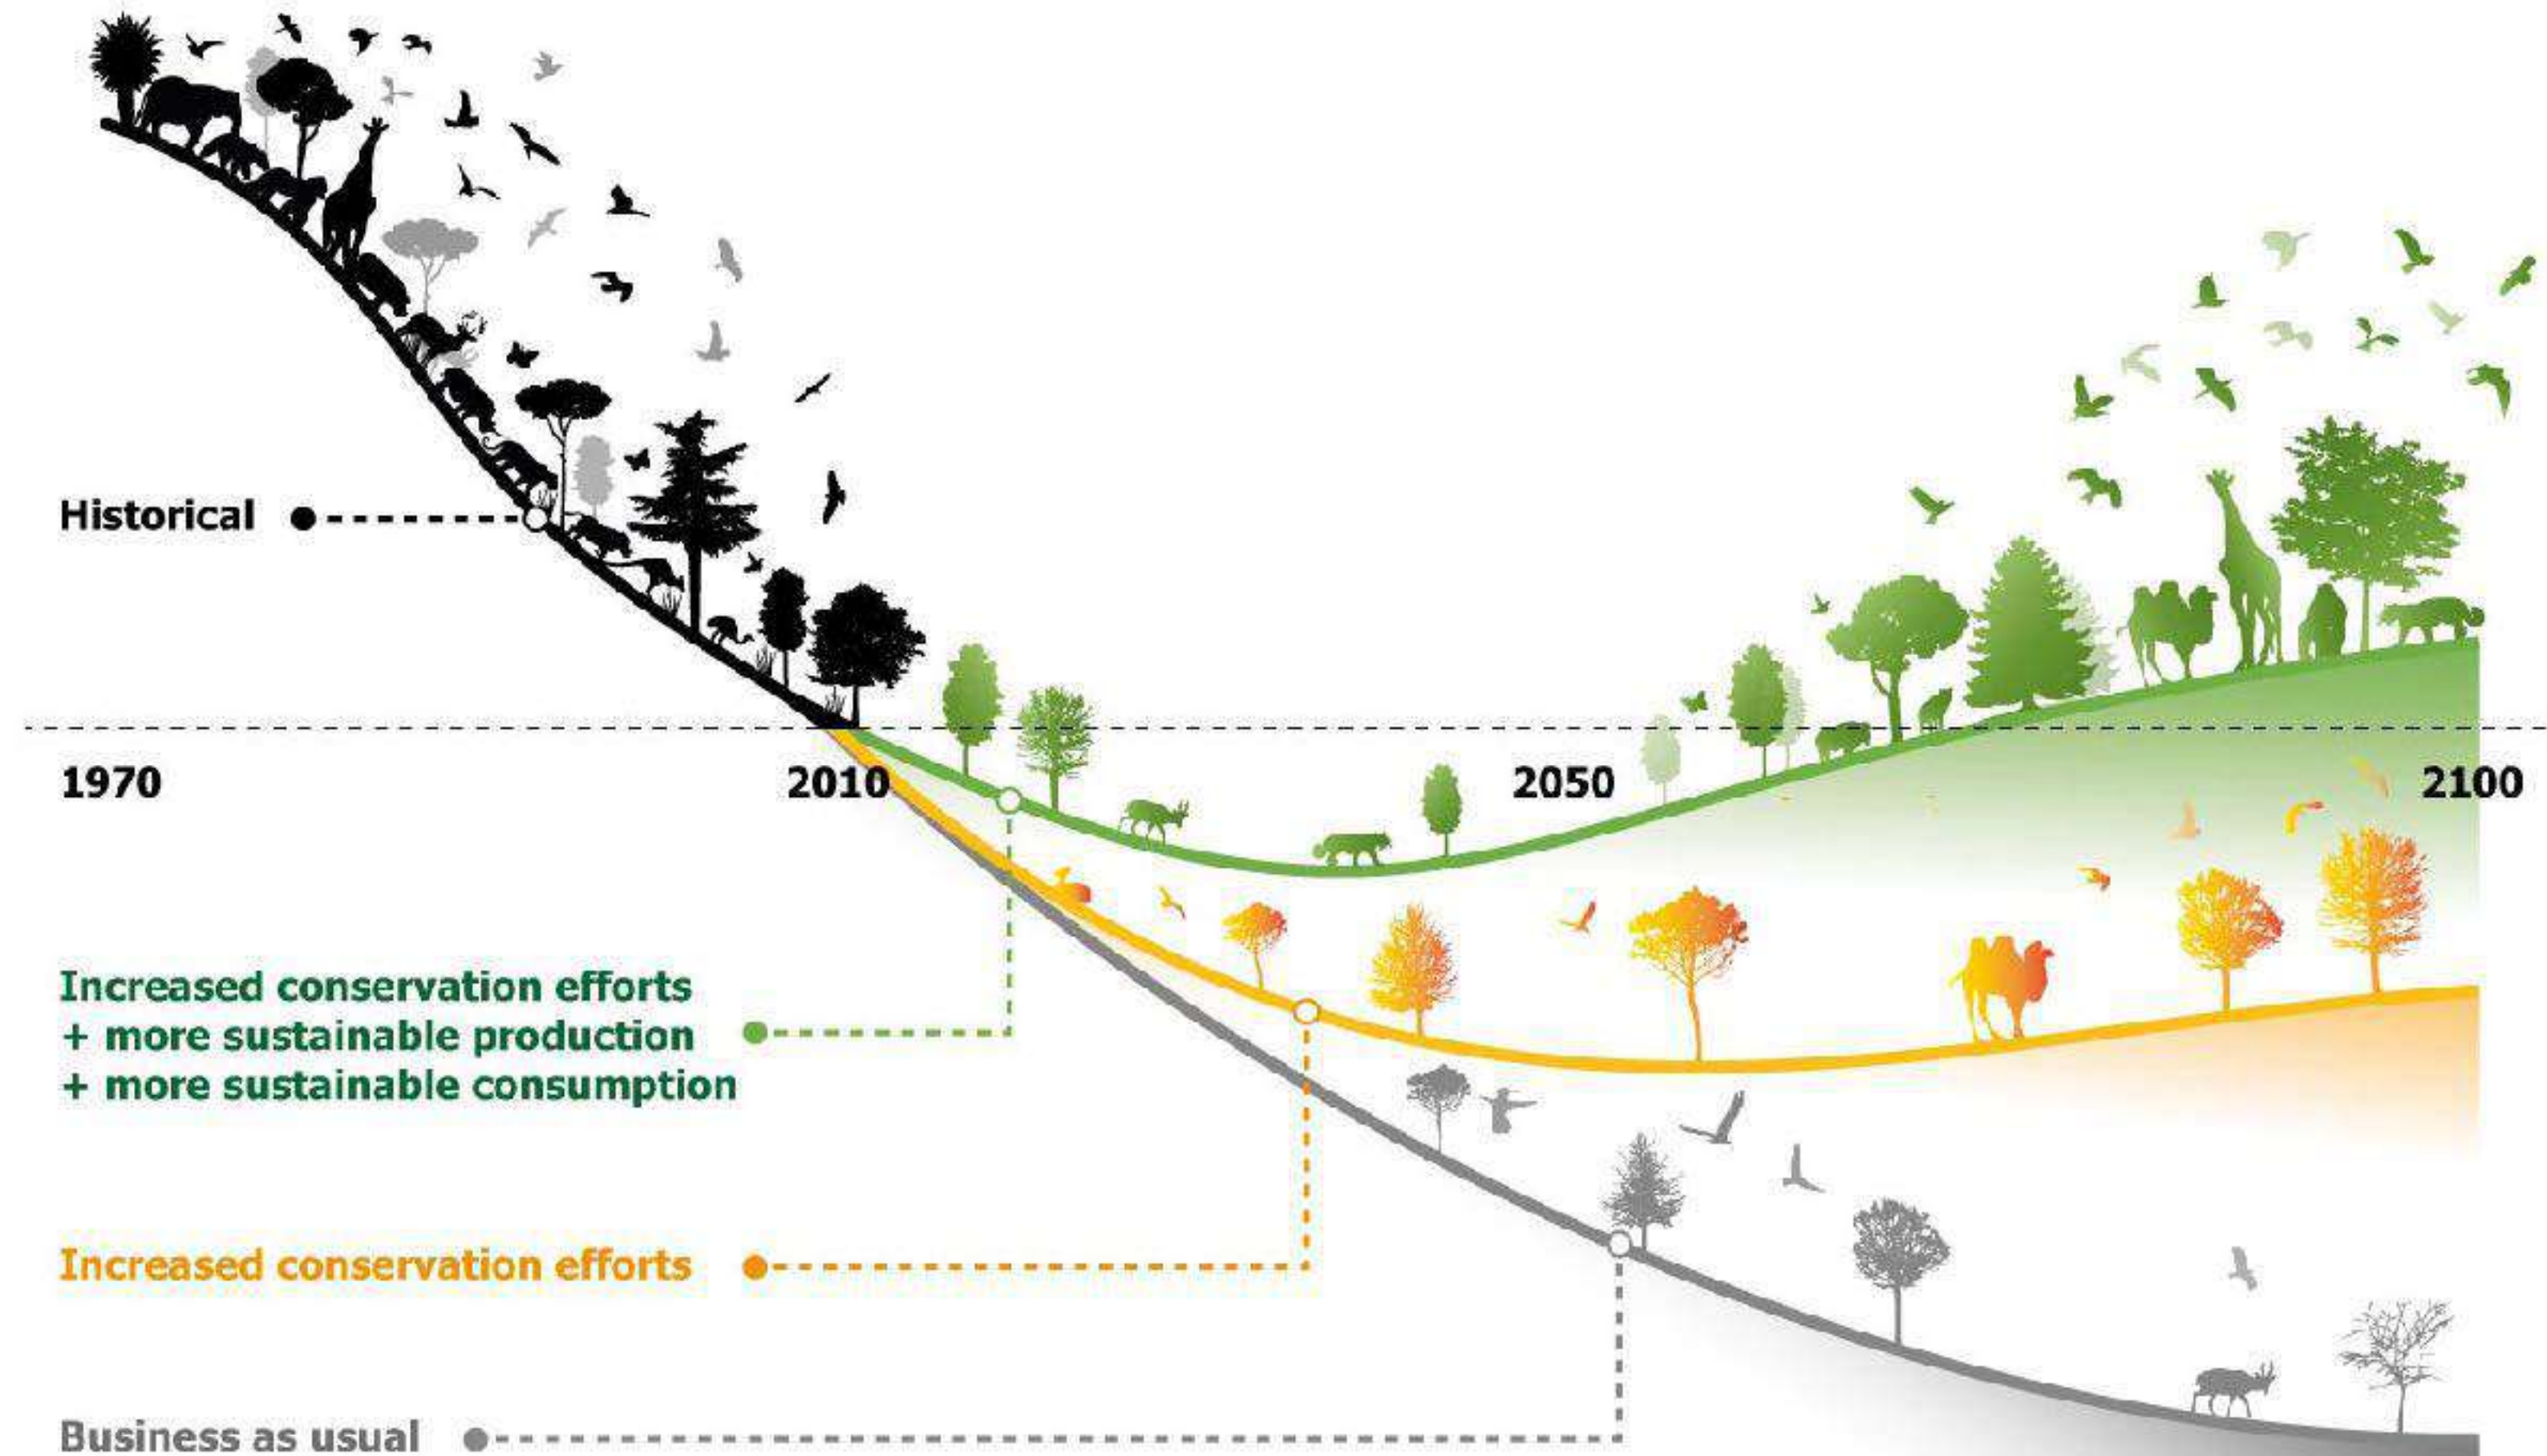 Historical
1970 2010 2050 2100
Increased conservation efforts
+ more sustainable production
+ more sustainable consumption
Increased conservation efforts
Business as usual